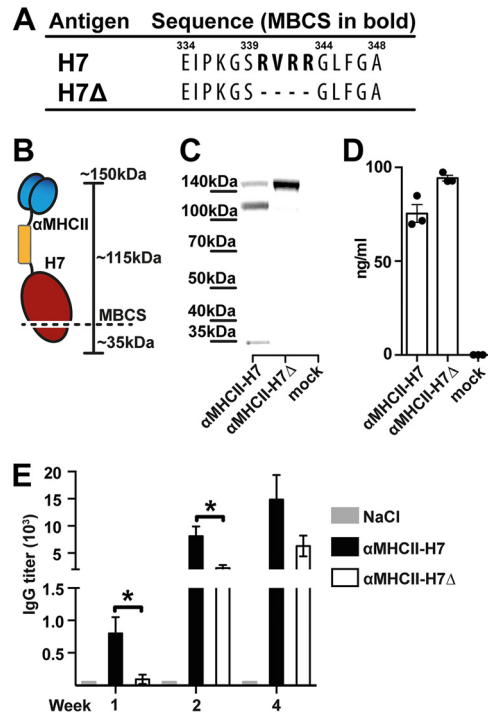 A
Antigen Sequence (MBCS in bold)
334 339 344 348
H7 EIPKGSRVRRGLFGA
H7Δ EIPKGS----GLFGA
B
~150kDa
αMHCII
H7
~115kDa
MBCS
~35kDa
C
140kDa
100kDa
70kDa
50kDa
40kDa
35kDa
αMHCII-H7
αMHCII-H7Δ
mock
D
100
50
0
ng/ml
αMHCII-H7
αMHCII-H7Δ
mock
E
20
15
10
5
1.5
1.0
0.5
IgG titer (10³)
*
*
Week 1 2 4
NaCl
αMHCII-H7
αMHCII-H7Δ